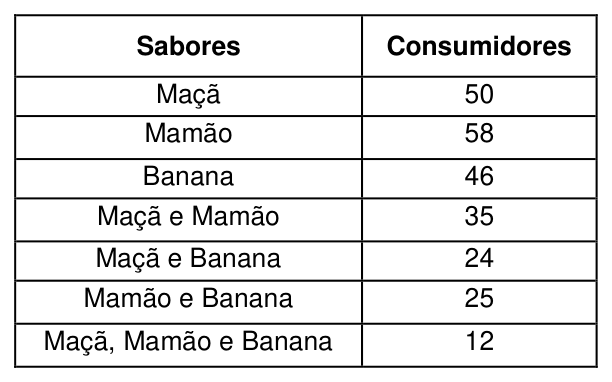 Sabores Consumidores
Maçã 50
Mamão 58
Banana 46
Maçã e Mamão 35
Maçã e Banana 24
Mamão e Banana 25
Maçã, Mamão e Banana 12